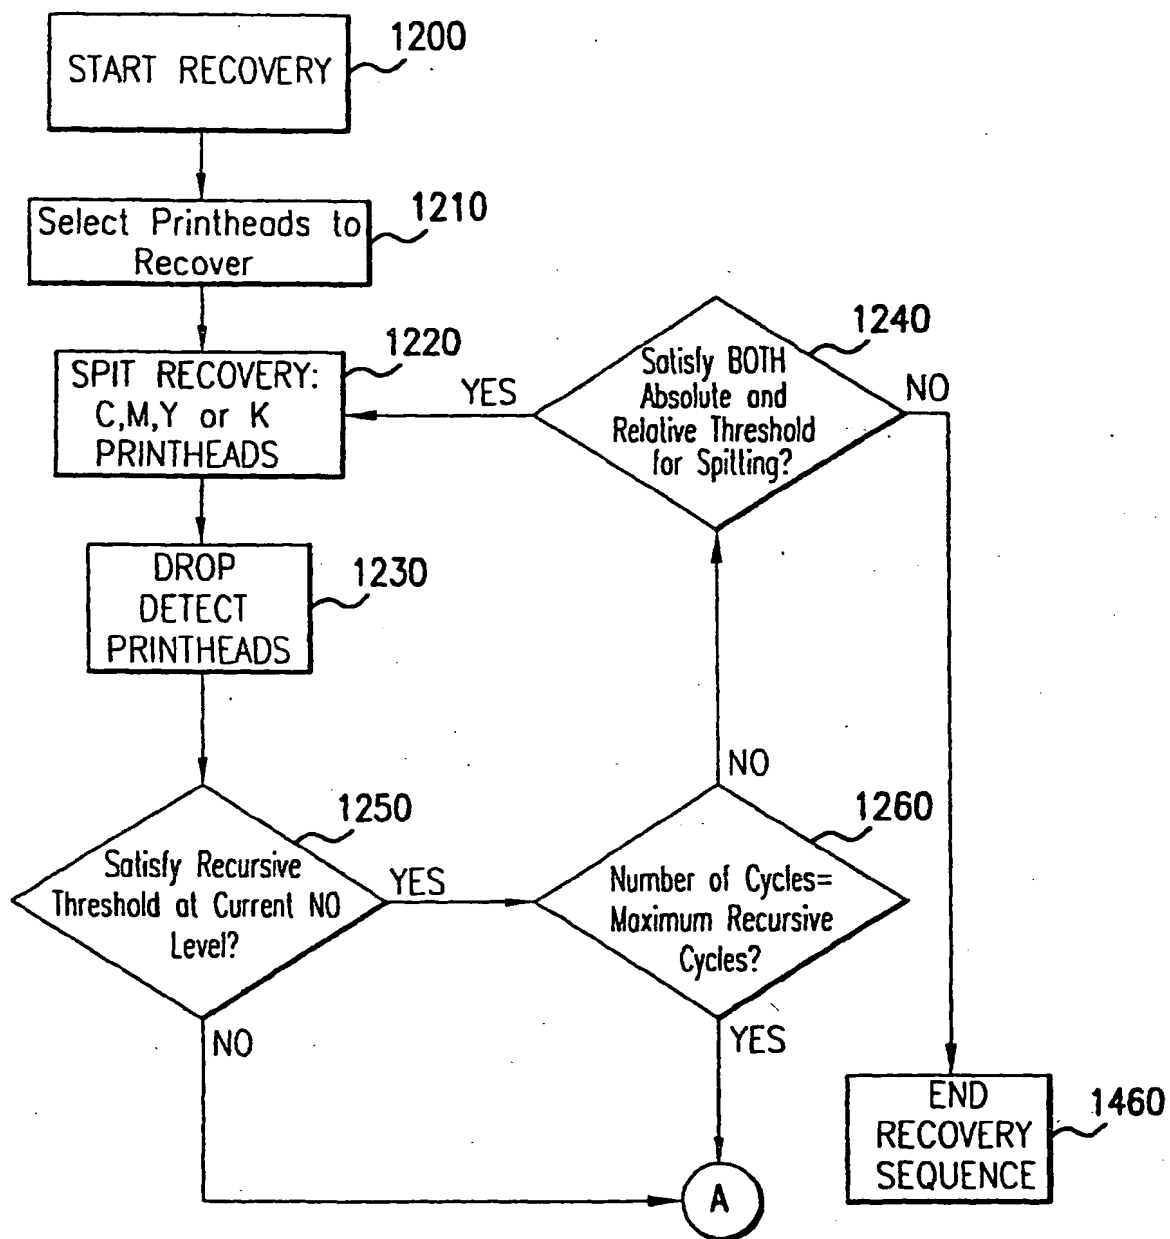 START RECOVERY
1200
Select Printheads to
Recover
1210
SPIT RECOVERY:
C,M,Y or K
PRINTHEADS
1220
YES
Satisfy BOTH
Absolute and
Relative Threshold
for Spitting?
1240
NO
DROP
DETECT
PRINTHEADS
1230
Satisfy Recursive
Threshold at Current NO
Level?
1250
YES
NO
Number of Cycles=
Maximum Recursive
Cycles?
1260
NO
YES
A
END
RECOVERY
SEQUENCE
1460